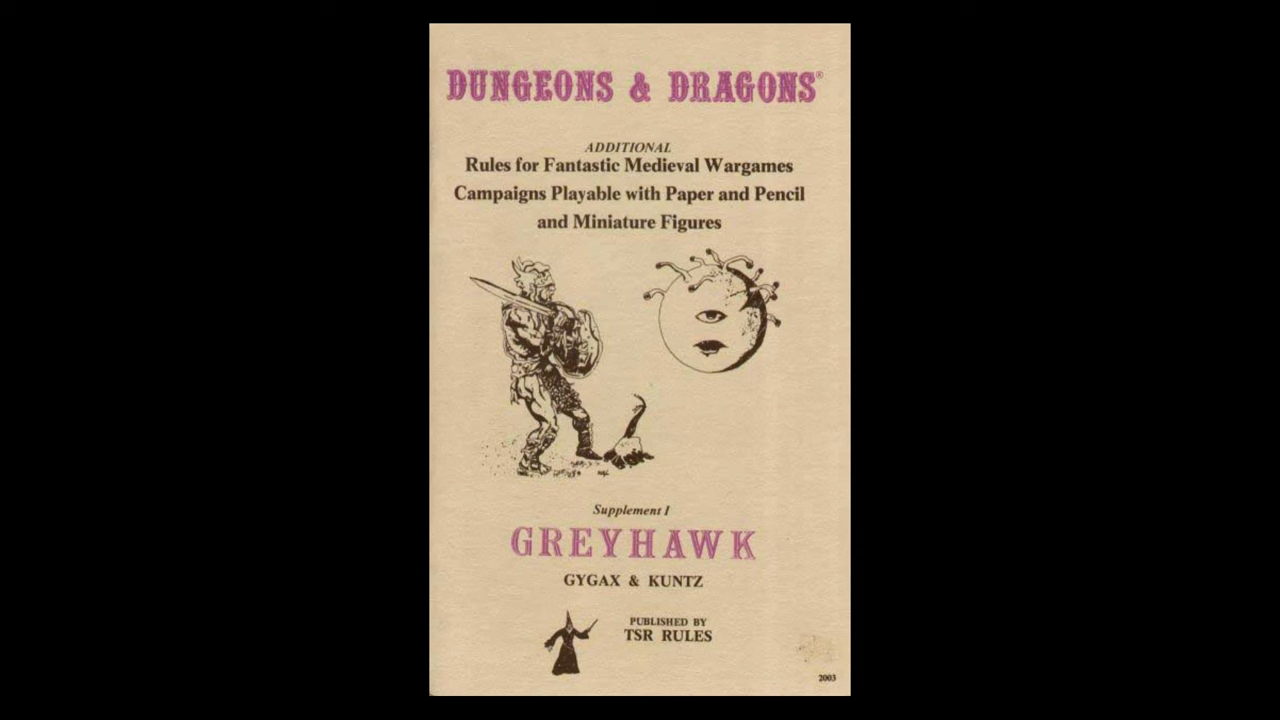 DUNGEONS & DRAGONS®
ADDITIONAL
Rules for Fantastic Medieval Wargames
Campaigns Playable with Paper and Pencil
and Miniature Figures
Supplement I
GREYHAWK
GYGAX & KUNTZ
PUBLISHED BY
TSR RULES
2003